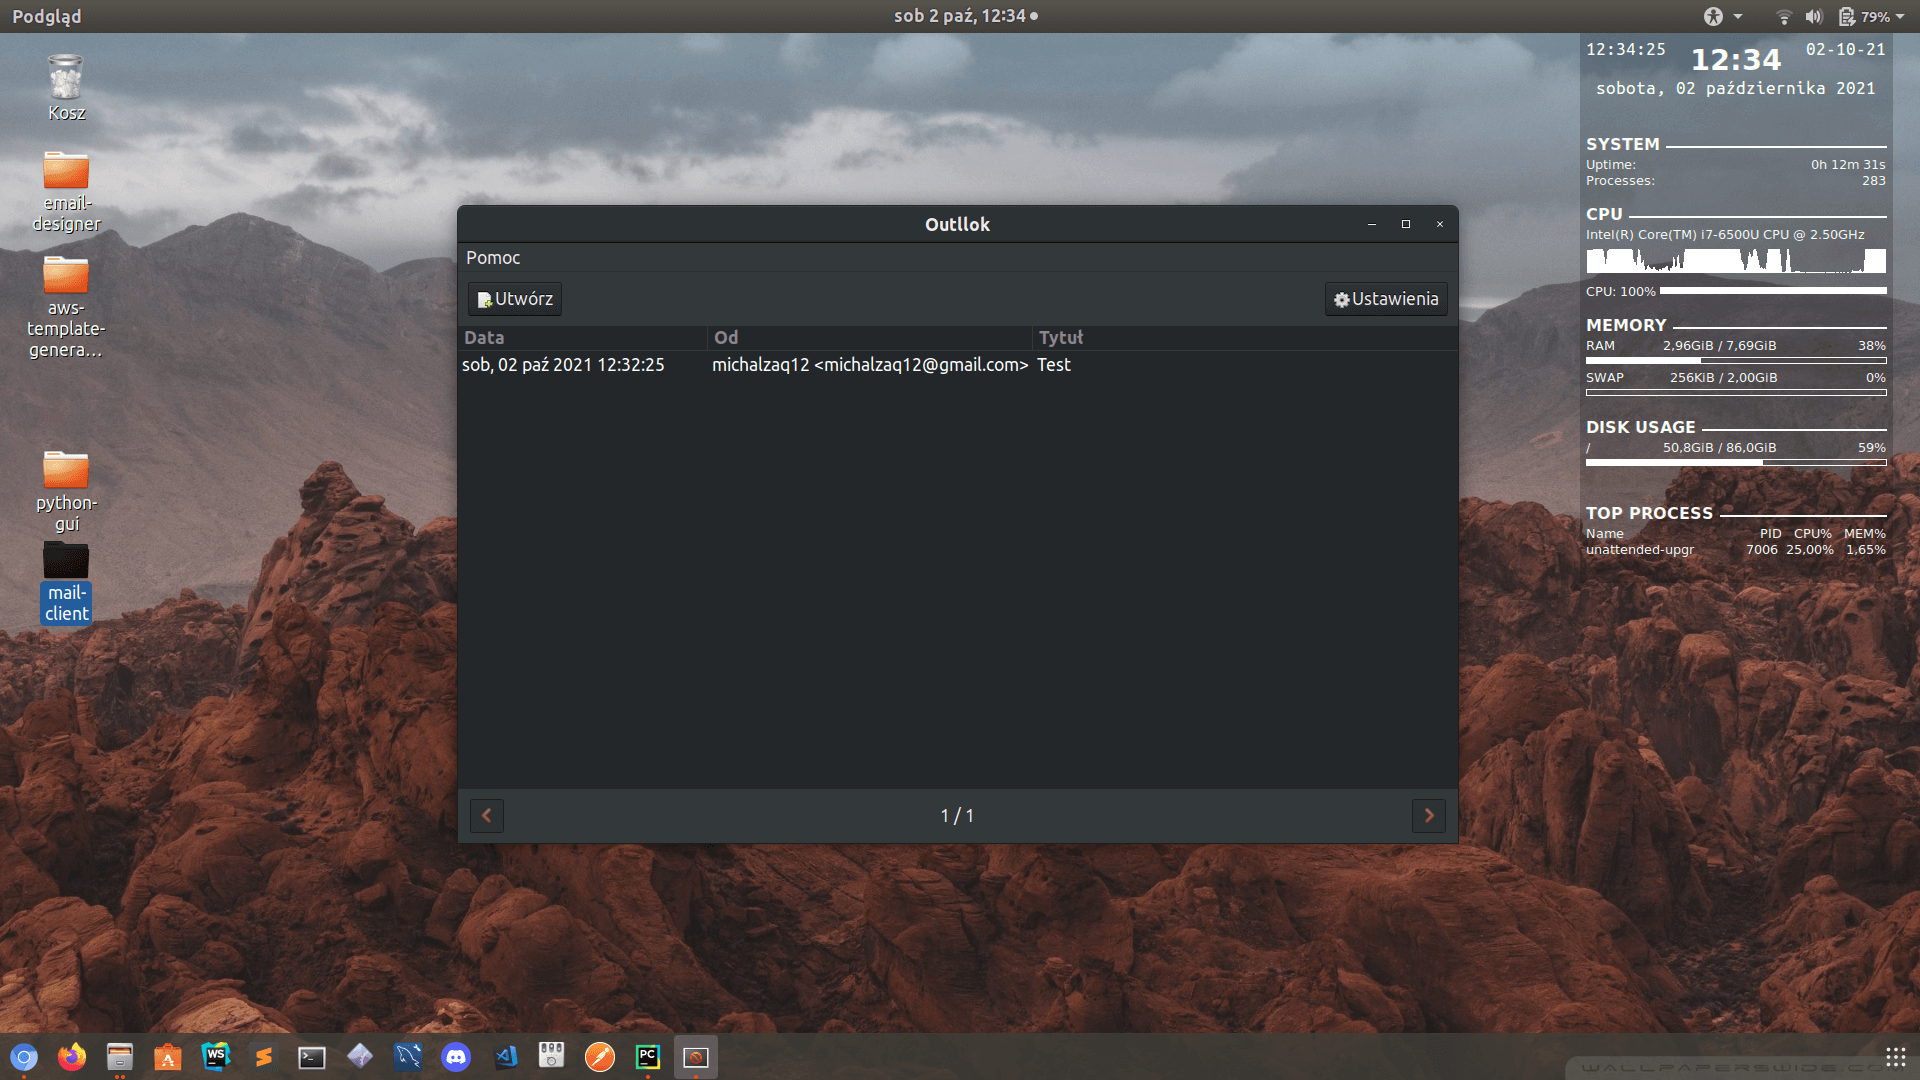 Podgląd
sob 2 paź, 12:34
79%
Kosz
email-
designer
aws-
template-
genera…
python-
gui
mail-
client
Outllok
Pomoc
Utwórz
Ustawienia
Data Od Tytuł
sob, 02 paź 2021 12:32:25 michalzaq12 <michalzaq12@gmail.com> Test
1 / 1
12:34:25 12:34 02-10-21
sobota, 02 października 2021
SYSTEM
Uptime: 0h 12m 31s
Processes: 283
CPU
Intel(R) Core(TM) i7-6500U CPU @ 2.50GHz
CPU: 100%
MEMORY
RAM 2,96GiB / 7,69GiB 38%
SWAP 256KiB / 2,00GiB 0%
DISK USAGE
/ 50,8GiB / 86,0GiB 59%
TOP PROCESS
Name PID CPU% MEM%
unattended-upgr 7006 25,00% 1,65%
WS
PC
WALLPAPERSWIDE.COM